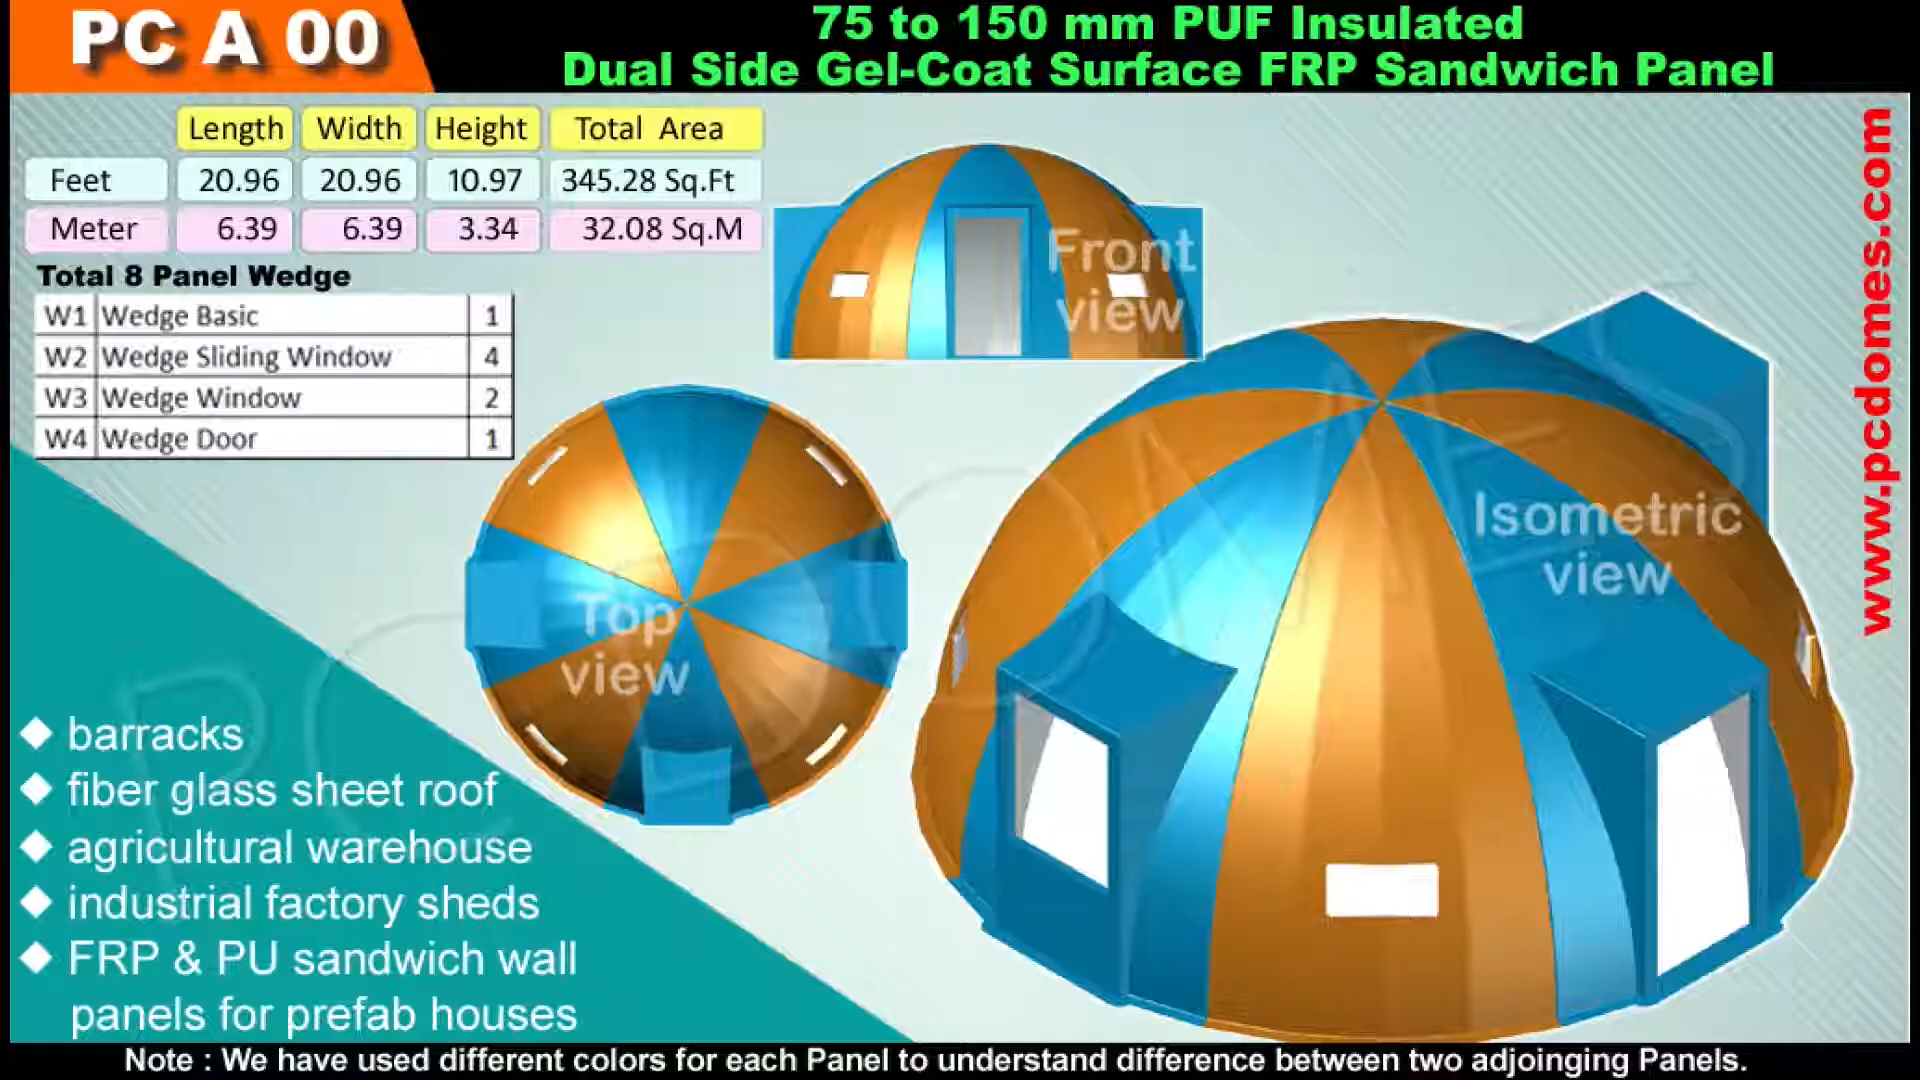 PC A 00
75 to 150 mm PUF Insulated
Dual Side Gel-Coat Surface FRP Sandwich Panel
Length Width Height Total Area
Feet 20.96 20.96 10.97 345.28 Sq.Ft
Meter 6.39 6.39 3.34 32.08 Sq.M
Total 8 Panel Wedge
W1 Wedge Basic 1
W2 Wedge Sliding Window 4
W3 Wedge Window 2
W4 Wedge Door 1
Front
view
Top
view
Isometric
view
www.pcdomes.com
PC DOMES
barracks
fiber glass sheet roof
agricultural warehouse
industrial factory sheds
FRP & PU sandwich wall
panels for prefab houses
Note : We have used different colors for each Panel to understand difference between two adjoinging Panels.